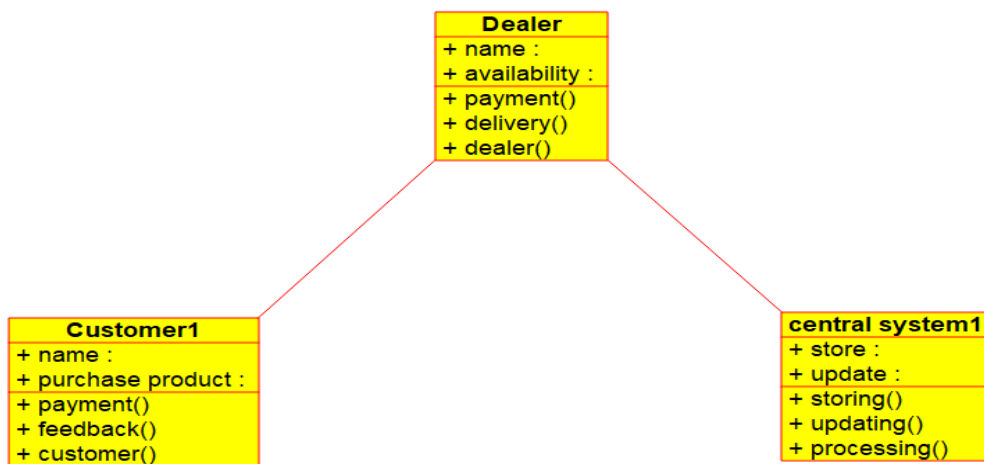 Dealer
+ name :
+ availability :
+ payment()
+ delivery()
+ dealer()
Customer1
+ name :
+ purchase product :
+ payment()
+ feedback()
+ customer()
central system1
+ store :
+ update :
+ storing()
+ updating()
+ processing()